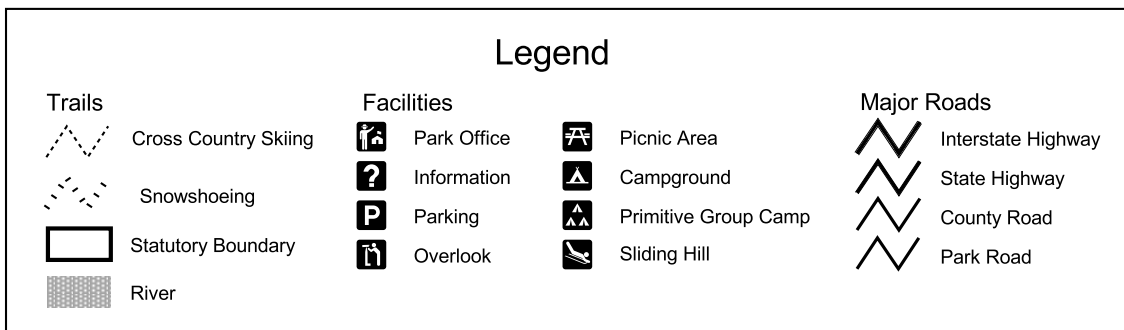 Legend
Trails
Cross Country Skiing
Snowshoeing
Statutory Boundary
River
Facilities
Park Office
? Information
P Parking
Overlook
Picnic Area
Campground
Primitive Group Camp
Sliding Hill
Major Roads
Interstate Highway
State Highway
County Road
Park Road